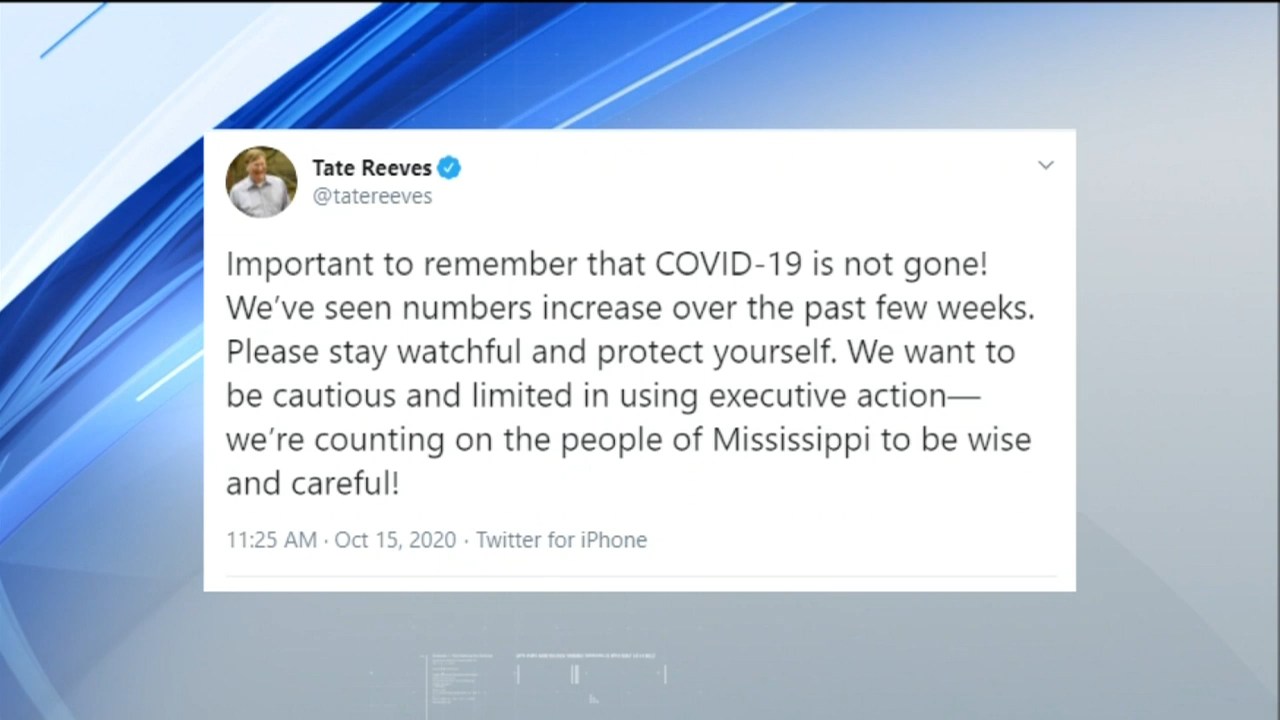 Tate Reeves
@tatereeves
Important to remember that COVID-19 is not gone!
We’ve seen numbers increase over the past few weeks.
Please stay watchful and protect yourself. We want to
be cautious and limited in using executive action—
we’re counting on the people of Mississippi to be wise
and careful!
11:25 AM · Oct 15, 2020 · Twitter for iPhone